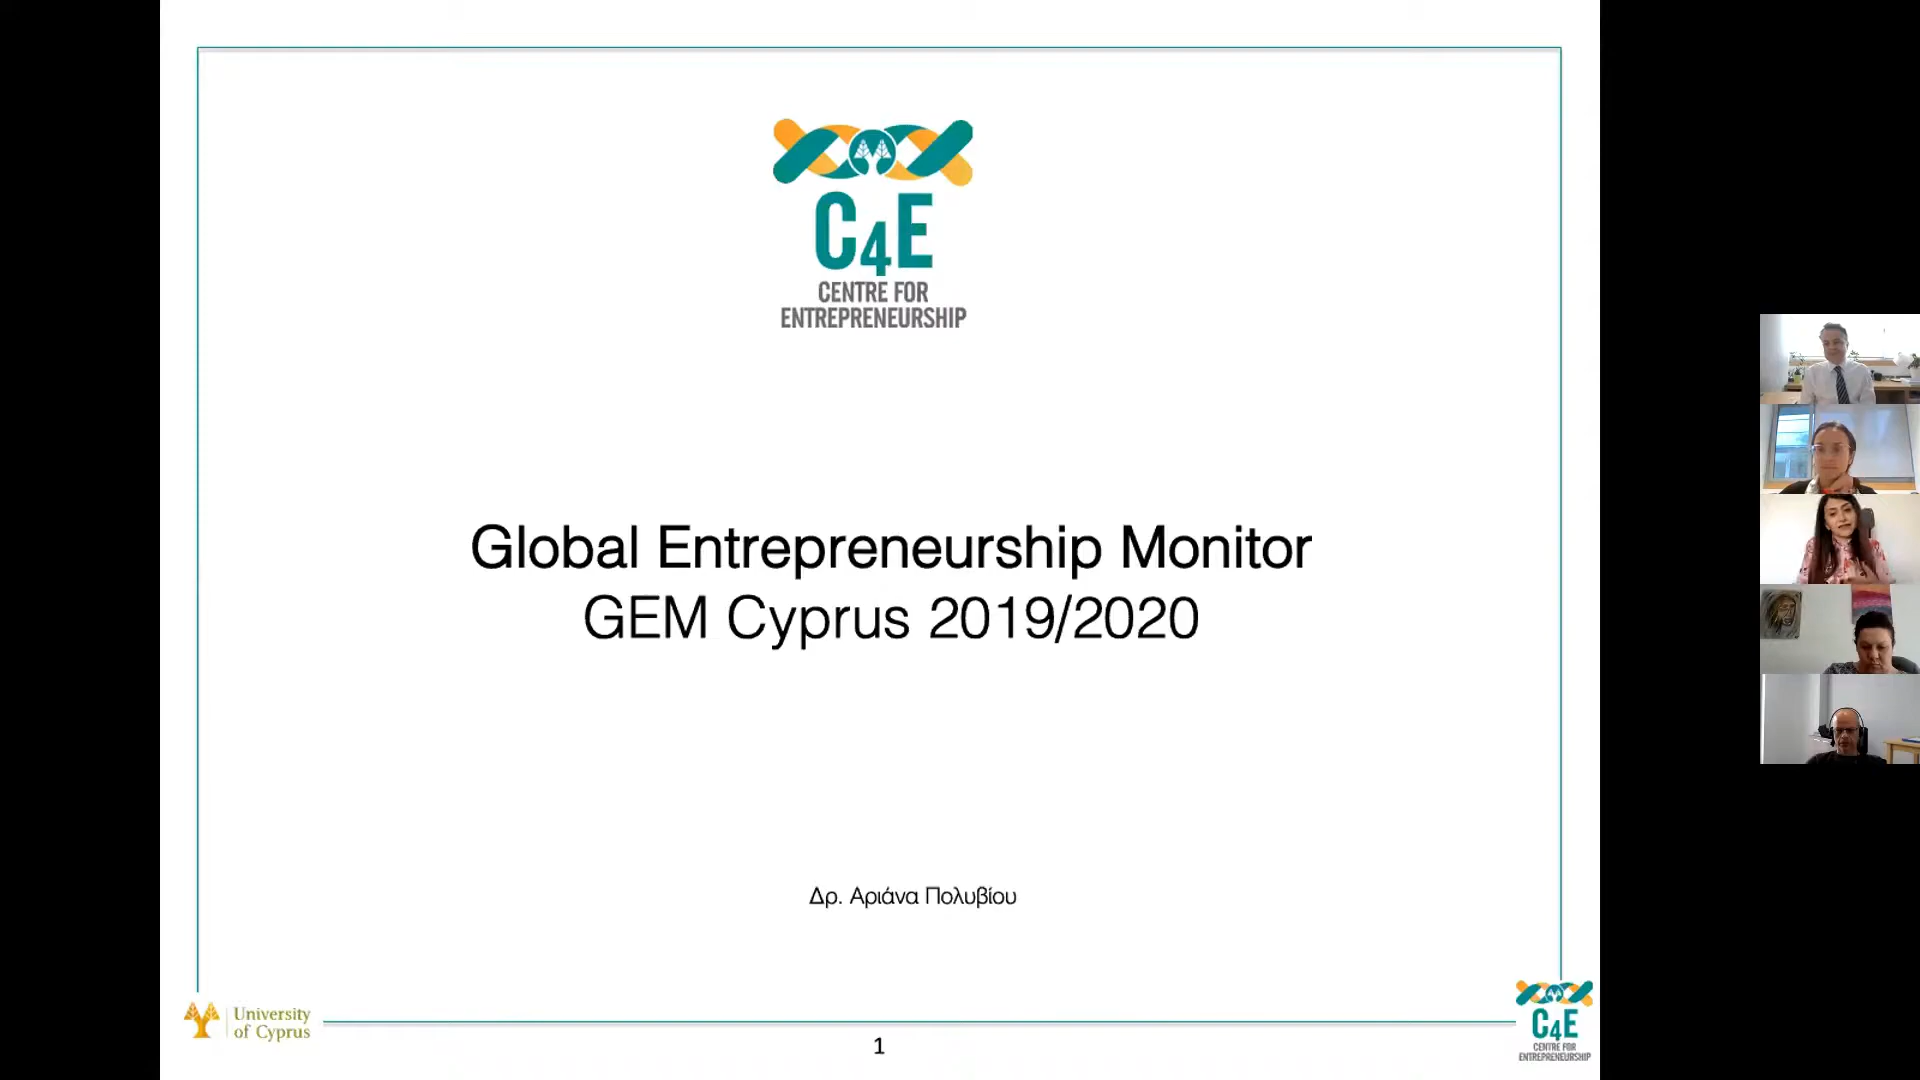 C4E
CENTRE FOR
ENTREPRENEURSHIP
Global Entrepreneurship Monitor
GEM Cyprus 2019/2020
Δρ. Αριάνα Πολυβίου
University
of Cyprus
1
C4E
CENTRE FOR
ENTREPRENEURSHIP